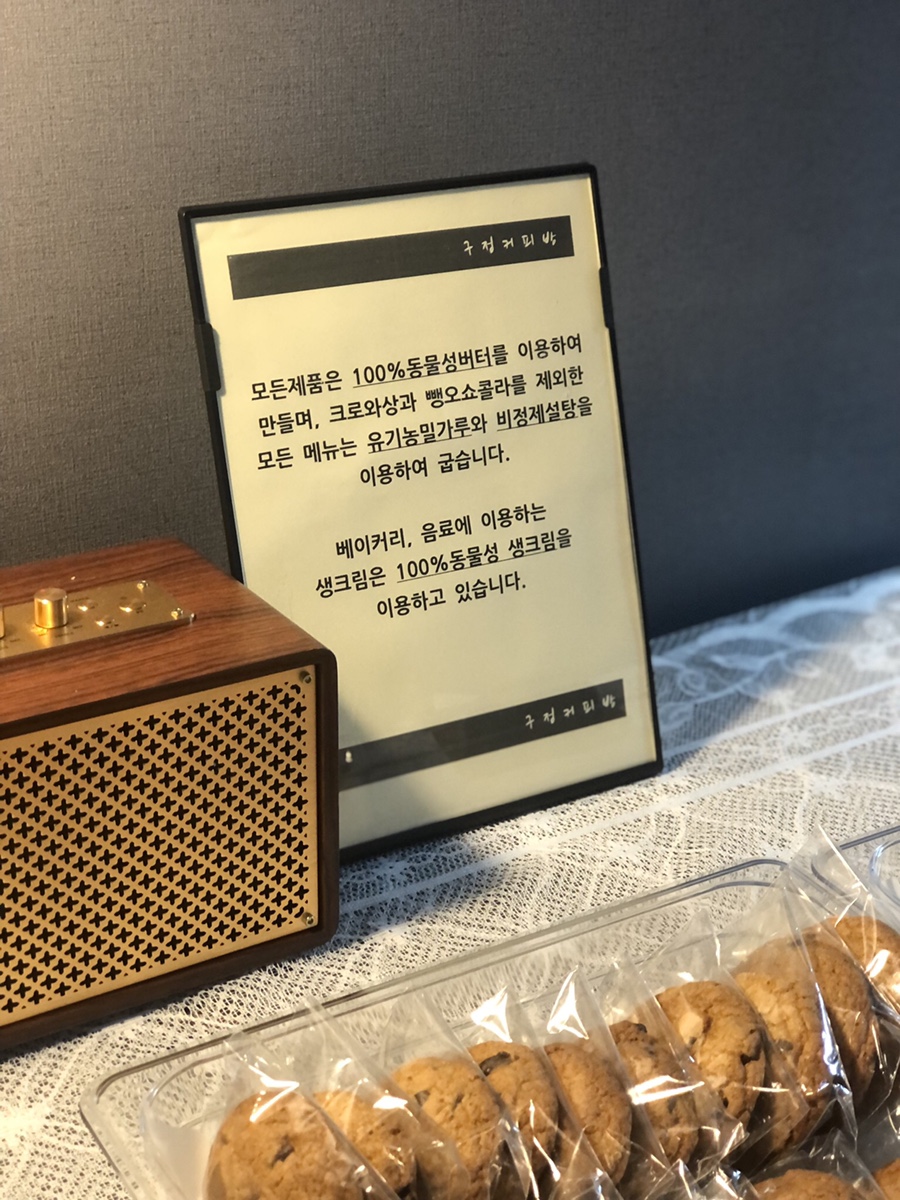 구정커피박
모든제품은 100%동물성버터를 이용하여
만들며, 크로와상과 뺑오쇼콜라를 제외한
모든 메뉴는 유기농밀가루와 비정제설탕을
이용하여 굽습니다.
베이커리, 음료에 이용하는
생크림은 100%동물성 생크림을
이용하고 있습니다.
구정커피박